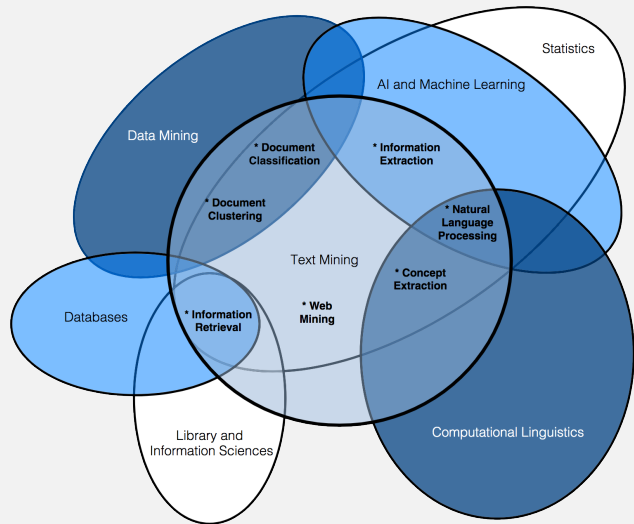 Statistics
AI and Machine Learning
Data Mining
* Document
Classification
* Information
Extraction
* Document
Clustering
* Natural
Language
Processing
Text Mining
* Concept
Extraction
* Web
Mining
Databases
* Information
Retrieval
Library and
Information Sciences
Computational Linguistics